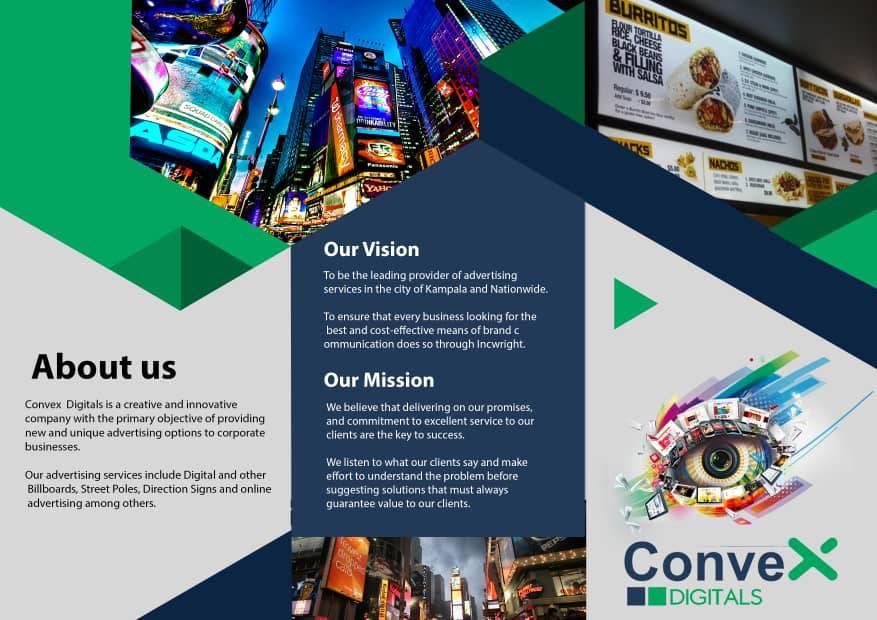 About us
Convex Digitals is a creative and innovative
company with the primary objective of providing
new and unique advertising options to corporate
businesses.
Our advertising services include Digital and other
Billboards, Street Poles, Direction Signs and online
advertising among others.
DRINKABILITY
Panasonic
YAHOO
Our Vision
To be the leading provider of advertising
services in the city of Kampala and Nationwide.
To ensure that every business looking for the
best and cost-effective means of brand c
ommunication does so through Incwright.
Our Mission
We believe that delivering on our promises,
and commitment to excellent service to our
clients are the key to success.
We listen to what our clients say and make
effort to understand the problem before
suggesting solutions that must always
guarantee value to our clients.
BURRITOS
FLOUR TORTILLA
RICE, CHEESE
BLACK BEANS
& FILLING
WITH SALSA
Regular: $ 9.50
NACHOS
ConveX
DIGITALS